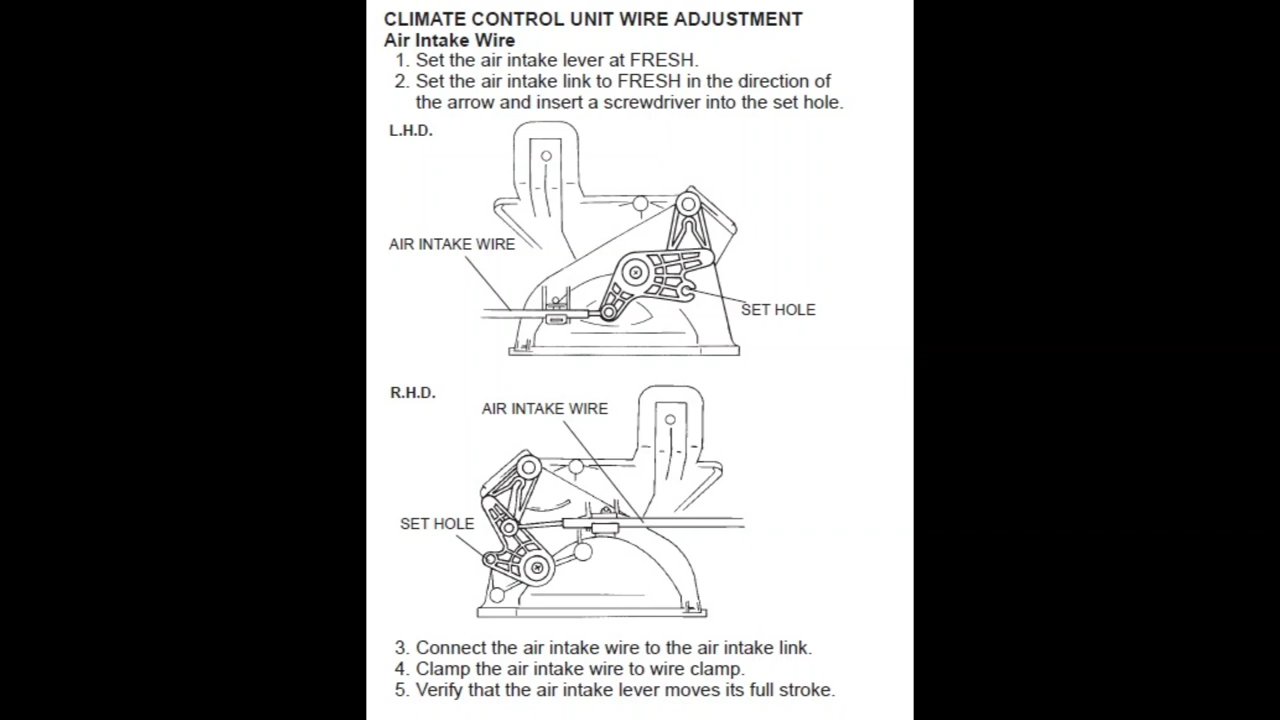 CLIMATE CONTROL UNIT WIRE ADJUSTMENT
Air Intake Wire
1. Set the air intake lever at FRESH.
2. Set the air intake link to FRESH in the direction of
the arrow and insert a screwdriver into the set hole.
L.H.D.
AIR INTAKE WIRE
SET HOLE
R.H.D.
AIR INTAKE WIRE
SET HOLE
3. Connect the air intake wire to the air intake link.
4. Clamp the air intake wire to wire clamp.
5. Verify that the air intake lever moves its full stroke.